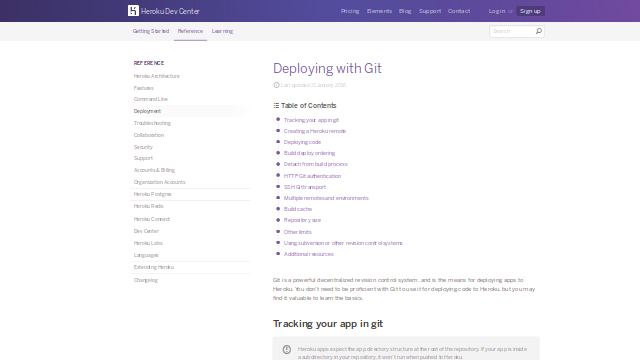 Heroku Dev Center
Pricing Elements Blog Support Contact Log in or Sign up
Getting Started Reference Learning
Search
REFERENCE
Heroku Architecture
Features
Command Line
Deployment
Troubleshooting
Collaboration
Security
Support
Accounts & Billing
Organization Accounts
Heroku Postgres
Heroku Redis
Heroku Connect
Dev Center
Heroku Labs
Languages
Extending Heroku
Changelog
Deploying with Git
Last updated January 2016
Table of Contents
Tracking your app in git
Creating a Heroku remote
Deploying code
Build deploy ordering
Detach from build process
HTTP Git authentication
SSH Git transport
Multiple remotes and environments
Build cache
Repository size
Other limits
Using subversion or other revision control systems
Additional resources
Git is a powerful decentralized revision control system, and is the means for deploying apps to
Heroku. You don't need to be proficient with Git to use it for deploying code to Heroku, but you may
find it valuable to learn the basics.
Tracking your app in git
Heroku apps expect the app directory structure at the root of the repository. If your app is inside
a subdirectory in your repository, it won't run when pushed to Heroku.